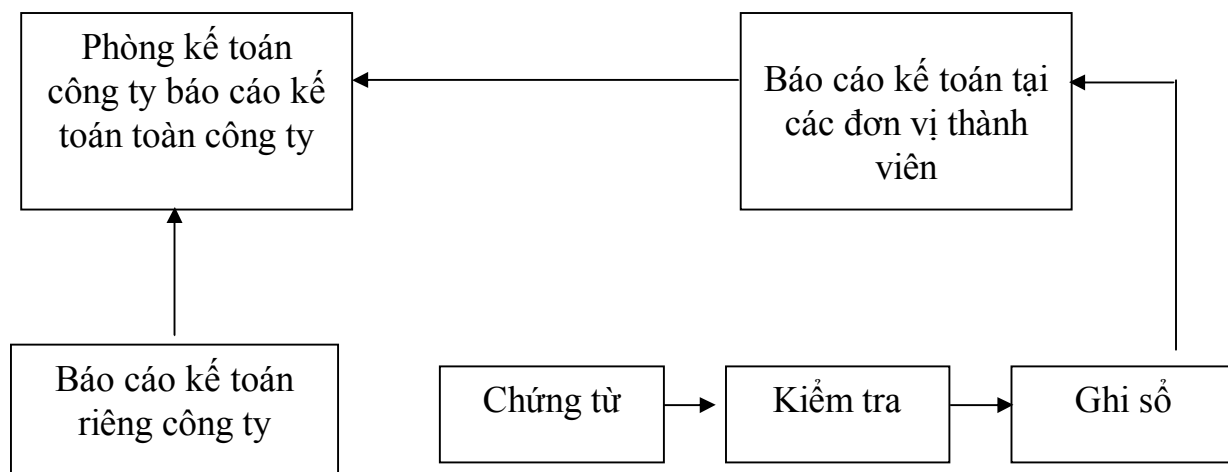 Phòng kế toán
công ty báo cáo kế
toán toàn công ty
Báo cáo kế toán tại
các đơn vị thành
viên
Báo cáo kế toán
riêng công ty
Chứng từ
Kiểm tra
Ghi sổ